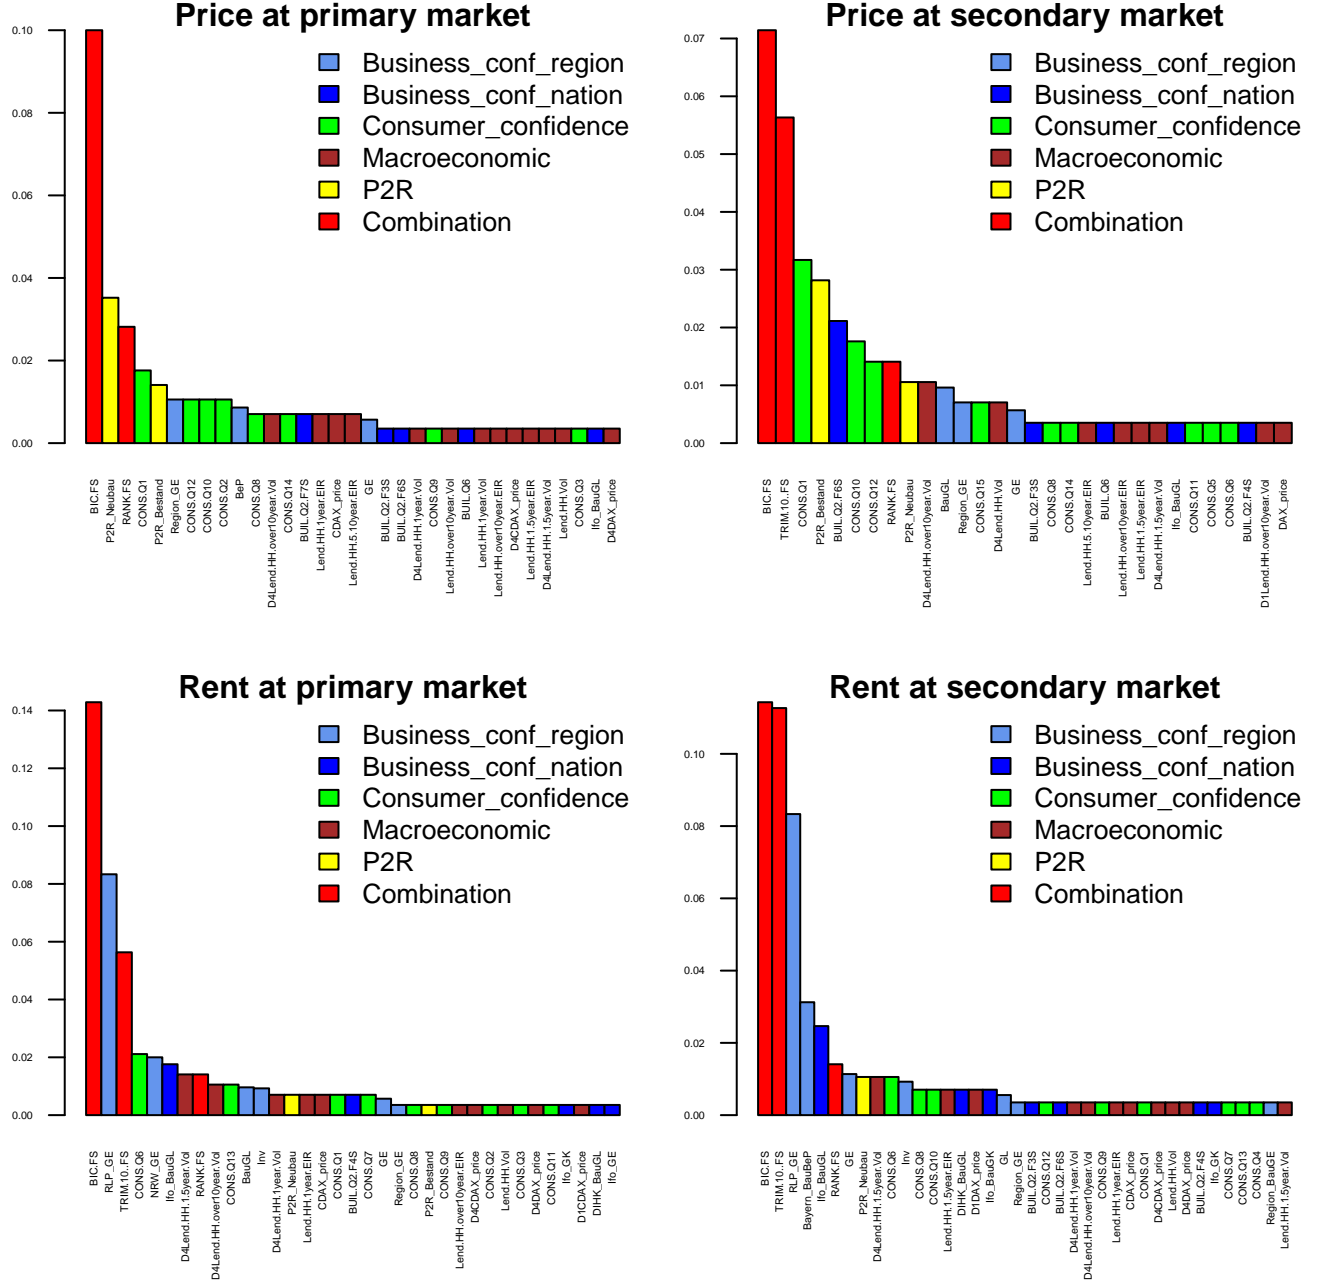 Price at primary market
0.10
0.08
0.06
0.04
0.02
0.00
Business_conf_region
Business_conf_nation
Consumer_confidence
Macroeconomic
P2R
Combination
BIC.FS
P2R_Neubau
RANK.FS
CONS.Q1
P2R_Bestand
Region_GE
CONS.Q12
CONS.Q10
CONS.Q2
BeP
CONS.Q8
D4Lend.HH.over10year.Vol
CONS.Q14
BUIL.Q2.F7S
Lend.HH.1year.EIR
CDAX_price
Lend.HH.5.10year.EIR
GE
BUIL.Q2.F3S
BUIL.Q2.F6S
D4Lend.HH.1year.Vol
CONS.Q9
Lend.HH.over10year.Vol
BUIL.Q6
Lend.HH.1year.Vol
Lend.HH.over10year.EIR
D4CDAX_price
Lend.HH.1.5year.EIR
D4Lend.HH.1.5year.Vol
Lend.HH.Vol
CONS.Q3
Ifo_BauGL
D4DAX_price
Price at secondary market
0.07
0.06
0.05
0.04
0.03
0.02
0.01
0.00
Business_conf_region
Business_conf_nation
Consumer_confidence
Macroeconomic
P2R
Combination
BIC.FS
TRIM.10..FS
CONS.Q1
P2R_Bestand
BUIL.Q2.F6S
CONS.Q10
CONS.Q12
RANK.FS
P2R_Neubau
D4Lend.HH.over10year.Vol
BauGL
Region_GE
CONS.Q15
D4Lend.HH.Vol
GE
BUIL.Q2.F3S
CONS.Q8
CONS.Q14
Lend.HH.5.10year.EIR
BUIL.Q6
Lend.HH.over10year.EIR
Lend.HH.1.5year.EIR
D4Lend.HH.1.5year.Vol
Ifo_BauGL
CONS.Q11
CONS.Q5
CONS.Q6
BUIL.Q2.F4S
D1Lend.HH.over10year.Vol
DAX_price
Rent at primary market
0.14
0.12
0.10
0.08
0.06
0.04
0.02
0.00
Business_conf_region
Business_conf_nation
Consumer_confidence
Macroeconomic
P2R
Combination
BIC.FS
RLP_GE
TRIM.10..FS
CONS.Q6
NRW_GE
Ifo_BauGL
D4Lend.HH.1.5year.Vol
RANK.FS
D4Lend.HH.over10year.Vol
CONS.Q13
BauGL
Inv
D4Lend.HH.1year.Vol
P2R_Neubau
Lend.HH.1year.EIR
CDAX_price
CONS.Q1
BUIL.Q2.F4S
CONS.Q7
GE
Region_GE
CONS.Q8
P2R_Bestand
CONS.Q9
Lend.HH.over10year.EIR
D4CDAX_price
CONS.Q2
Lend.HH.Vol
CONS.Q3
D4DAX_price
CONS.Q11
Ifo_GK
D1CDAX_price
DIHK_BauGL
Ifo_GE
Rent at secondary market
0.10
0.08
0.06
0.04
0.02
0.00
Business_conf_region
Business_conf_nation
Consumer_confidence
Macroeconomic
P2R
Combination
BIC.FS
TRIM.10..FS
RLP_GE
Bayern_BauBeP
Ifo_BauGL
RANK.FS
GE
P2R_Neubau
D4Lend.HH.1.5year.Vol
CONS.Q6
Inv
CONS.Q8
CONS.Q10
Lend.HH.1.5year.EIR
DIHK_BauGL
D1DAX_price
Ifo_BauGK
GL
Region_GE
BUIL.Q2.F3S
CONS.Q12
BUIL.Q2.F6S
D4Lend.HH.1year.Vol
D4Lend.HH.over10year.Vol
CONS.Q9
Lend.HH.1year.EIR
CDAX_price
CONS.Q1
D4CDAX_price
Lend.HH.Vol
D4DAX_price
BUIL.Q2.F4S
Ifo_GK
CONS.Q7
CONS.Q13
CONS.Q4
Region_BauGE
Lend.HH.1.5year.Vol